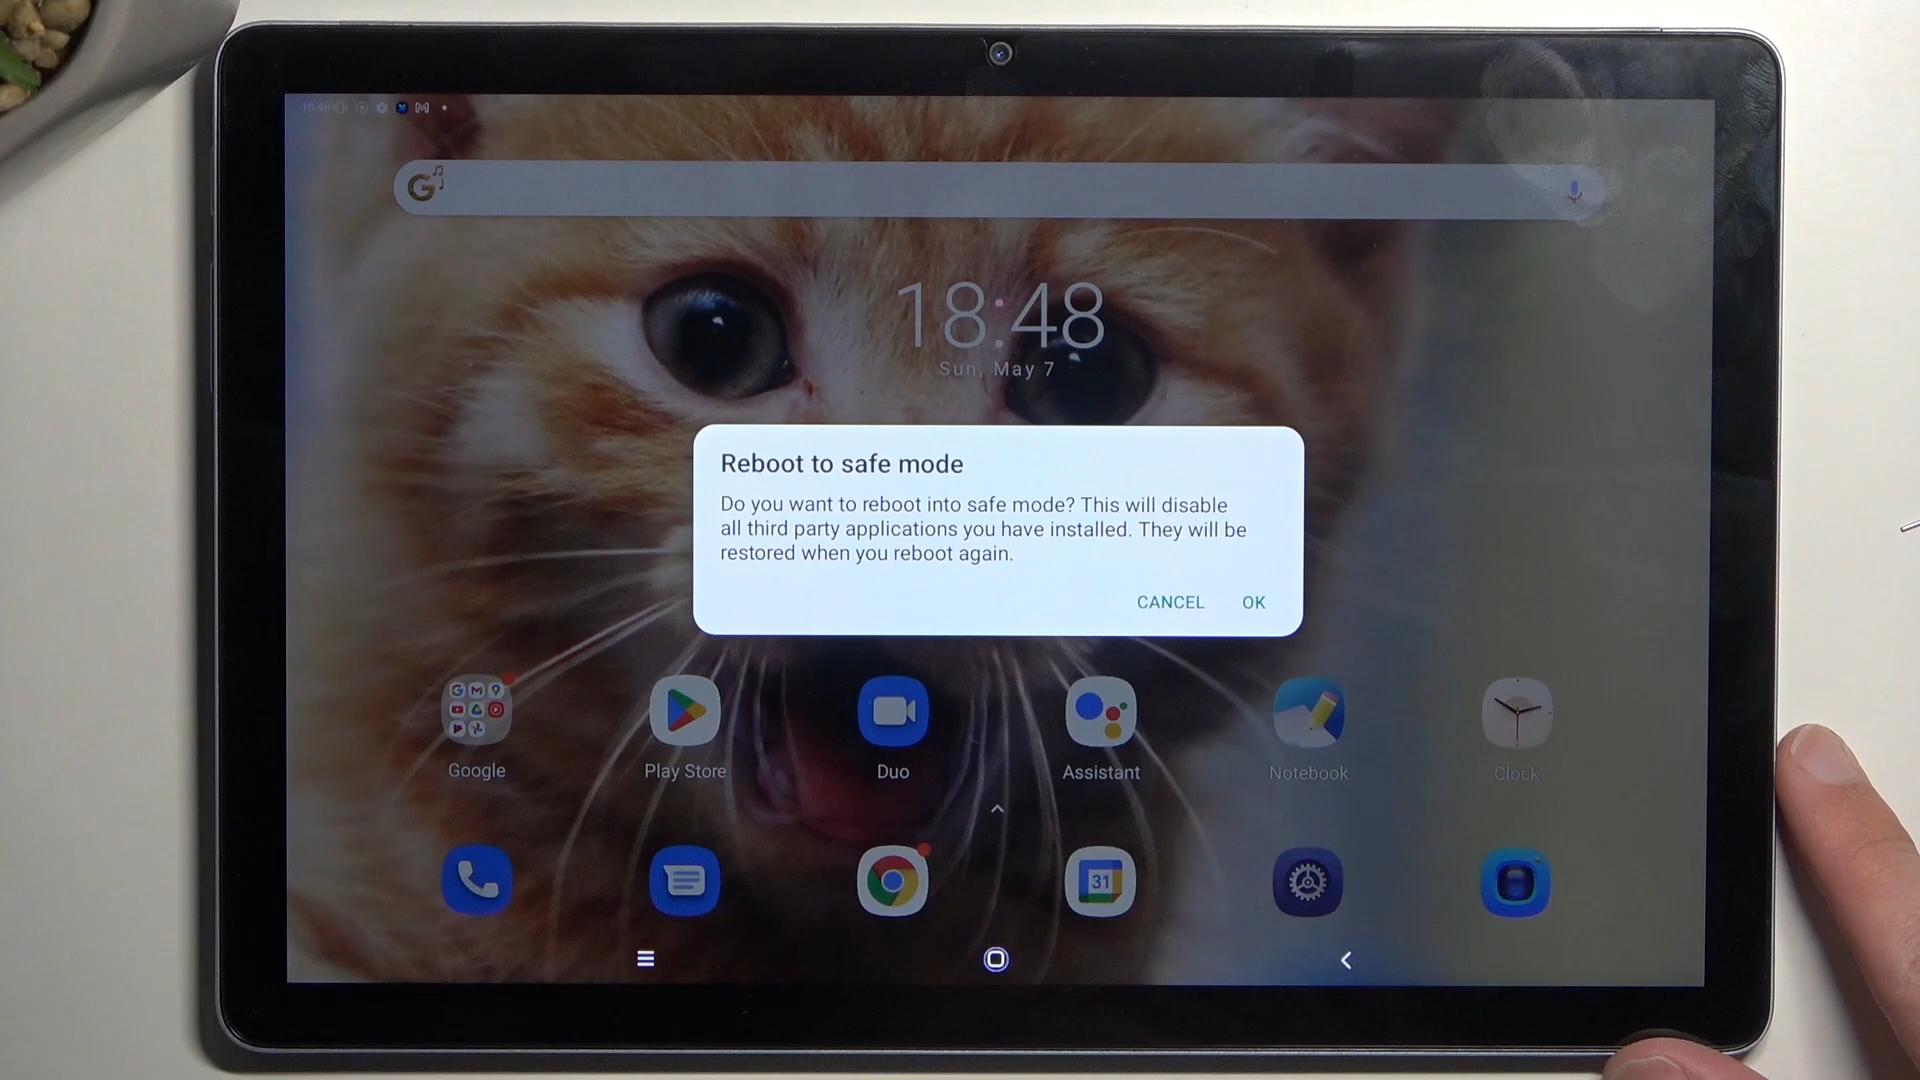 18:48
18:48
Sun, May 7
Reboot to safe mode
Do you want to reboot into safe mode? This will disable
all third party applications you have installed. They will be
restored when you reboot again.
CANCEL OK
Google Play Store Duo Assistant Notebook Clock
31